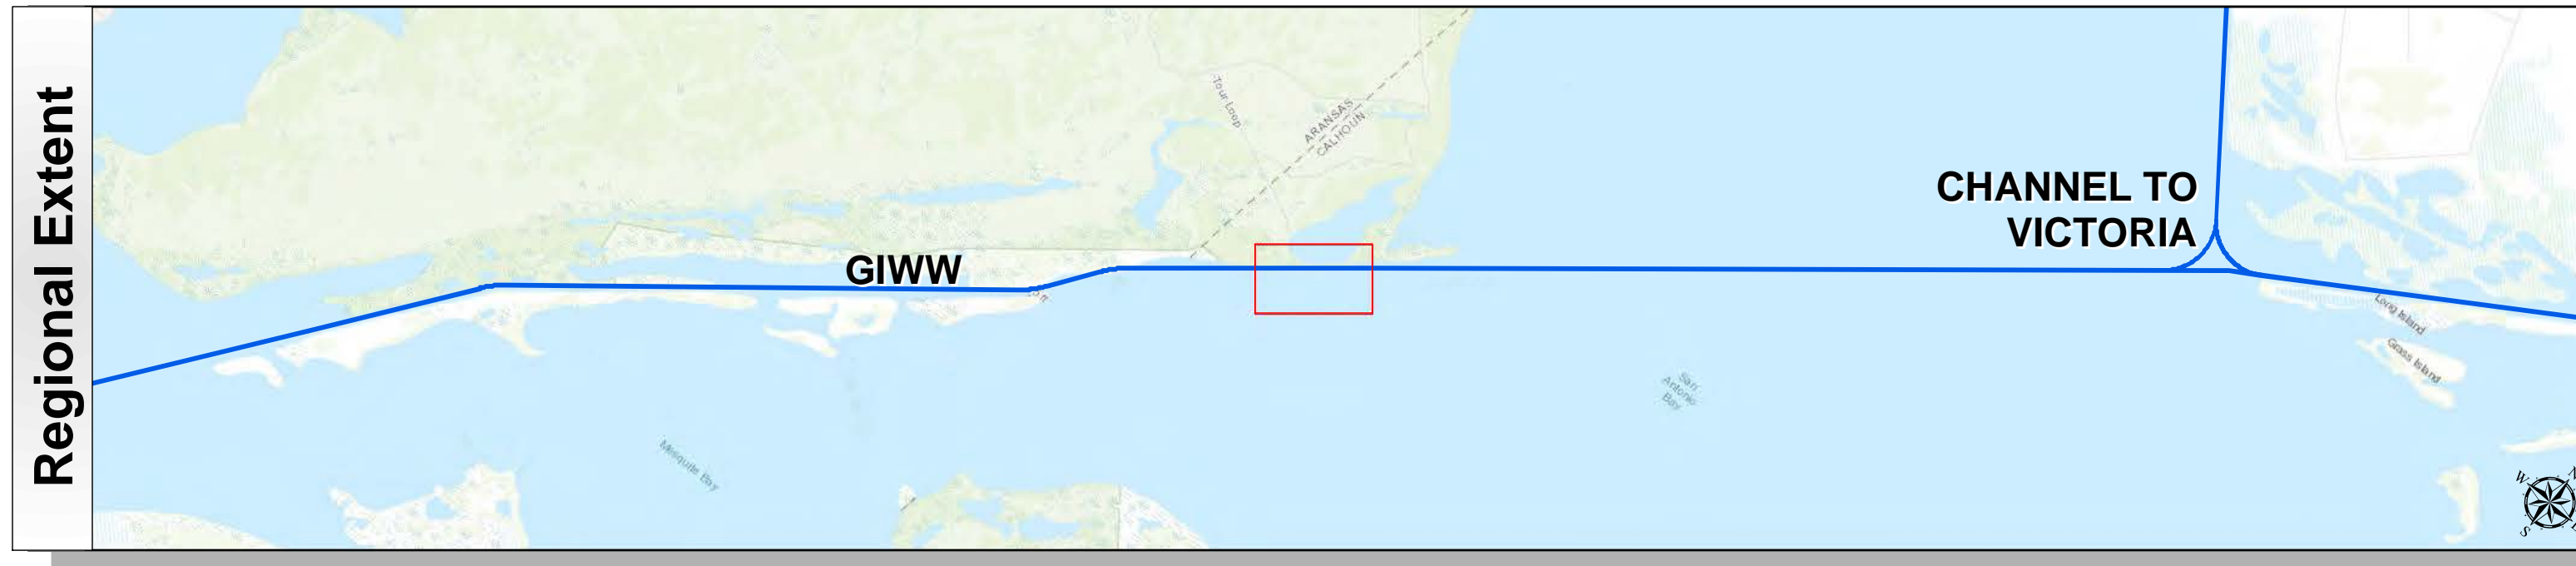 Regional Extent
Tour Loop
ARANSAS
CALHOUN
CHANNEL TO
VICTORIA
GIWW
Long Island
Grass Island
San
Antonio
Bay
Mesquite Bay
W
N
S